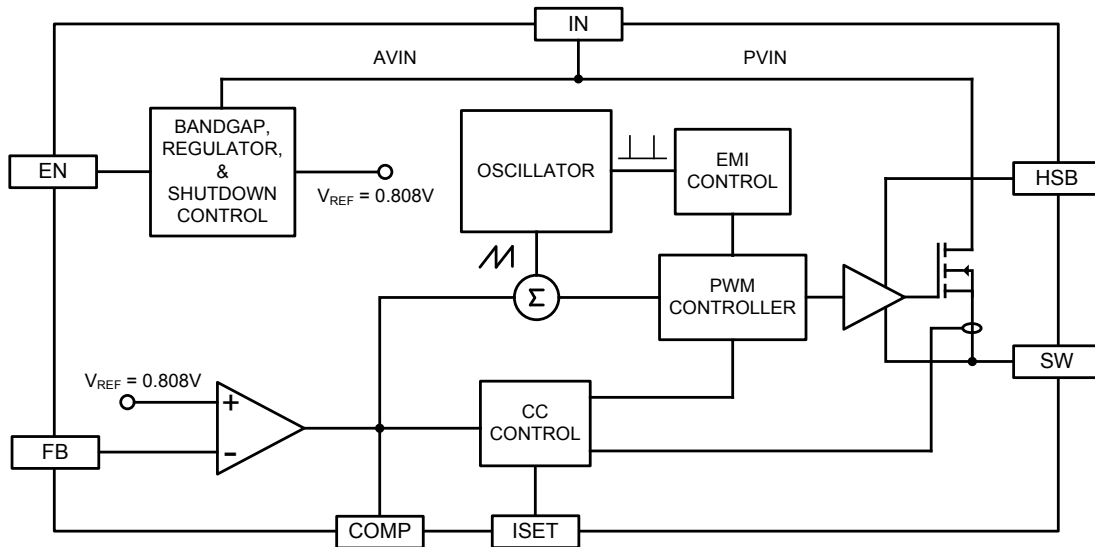 IN
AVIN
PVIN
BANDGAP,
REGULATOR,
&
SHUTDOWN
CONTROL
EN
V_REF = 0.808V
OSCILLATOR
EMI
CONTROL
HSB
Σ
PWM
CONTROLLER
SW
V_REF = 0.808V
+
-
FB
CC
CONTROL
COMP
ISET